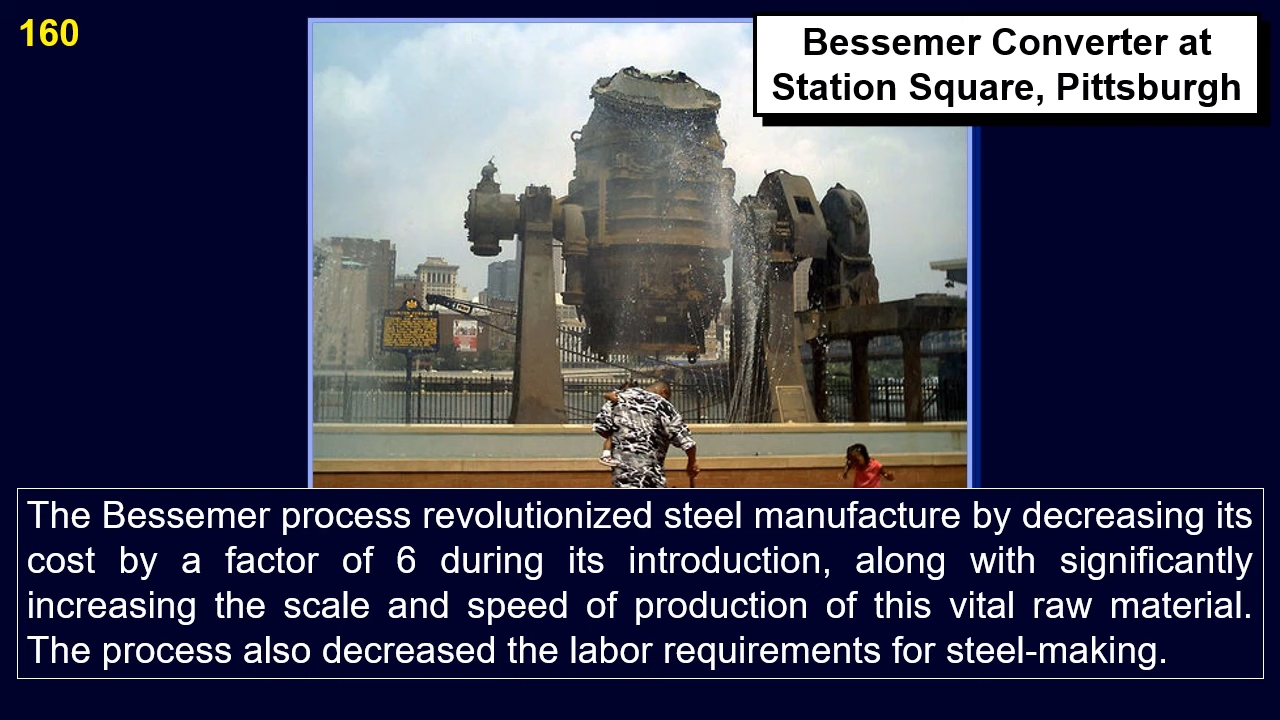 160
Bessemer Converter at
Station Square, Pittsburgh
The Bessemer process revolutionized steel manufacture by decreasing its
cost by a factor of 6 during its introduction, along with significantly
increasing the scale and speed of production of this vital raw material.
The process also decreased the labor requirements for steel-making.